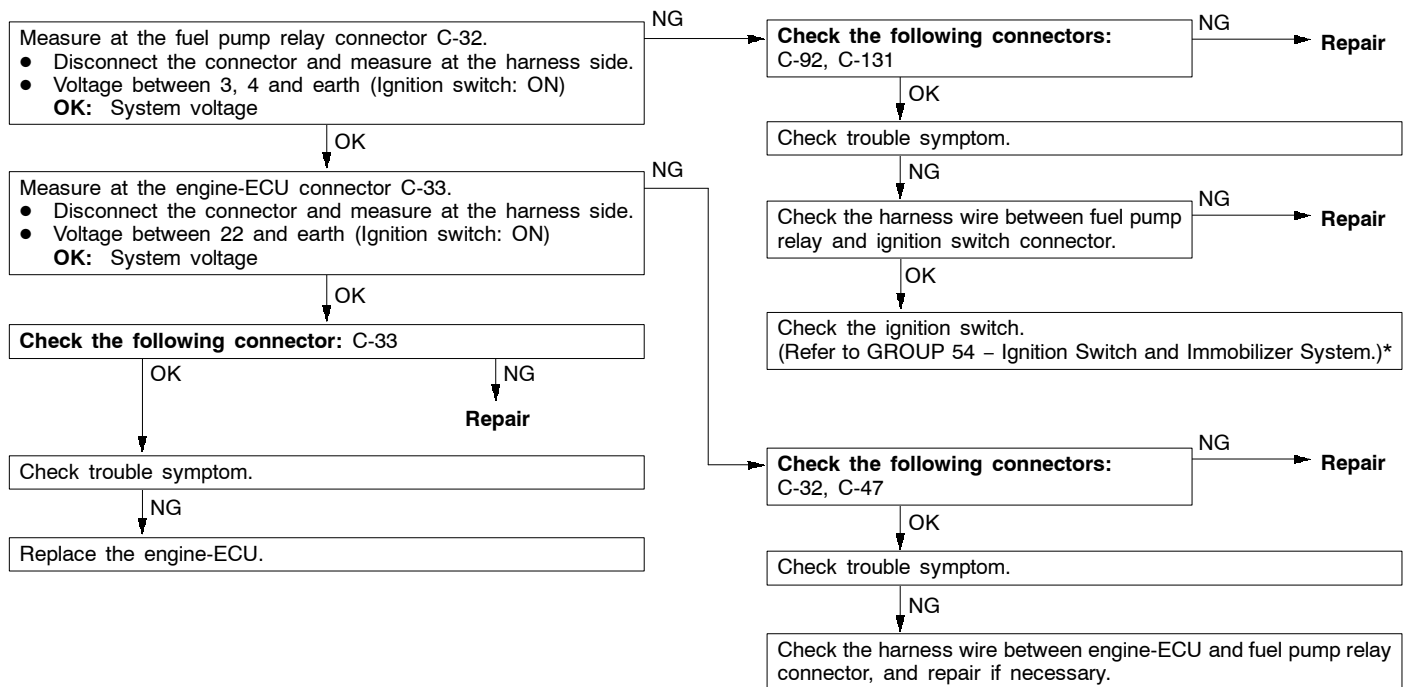 Measure at the fuel pump relay connector C-32.
● Disconnect the connector and measure at the harness side.
● Voltage between 3, 4 and earth (Ignition switch: ON)
OK: System voltage
NG
OK
Measure at the engine-ECU connector C-33.
● Disconnect the connector and measure at the harness side.
● Voltage between 22 and earth (Ignition switch: ON)
OK: System voltage
NG
OK
Check the following connector: C-33
OK
NG
Repair
Check trouble symptom.
NG
Replace the engine-ECU.
Check the following connectors:
C-92, C-131
NG
Repair
OK
Check trouble symptom.
NG
Check the harness wire between fuel pump
relay and ignition switch connector.
NG
Repair
OK
Check the ignition switch.
(Refer to GROUP 54 – Ignition Switch and Immobilizer System.)*
Check the following connectors:
C-32, C-47
NG
Repair
OK
Check trouble symptom.
NG
Check the harness wire between engine-ECU and fuel pump relay
connector, and repair if necessary.